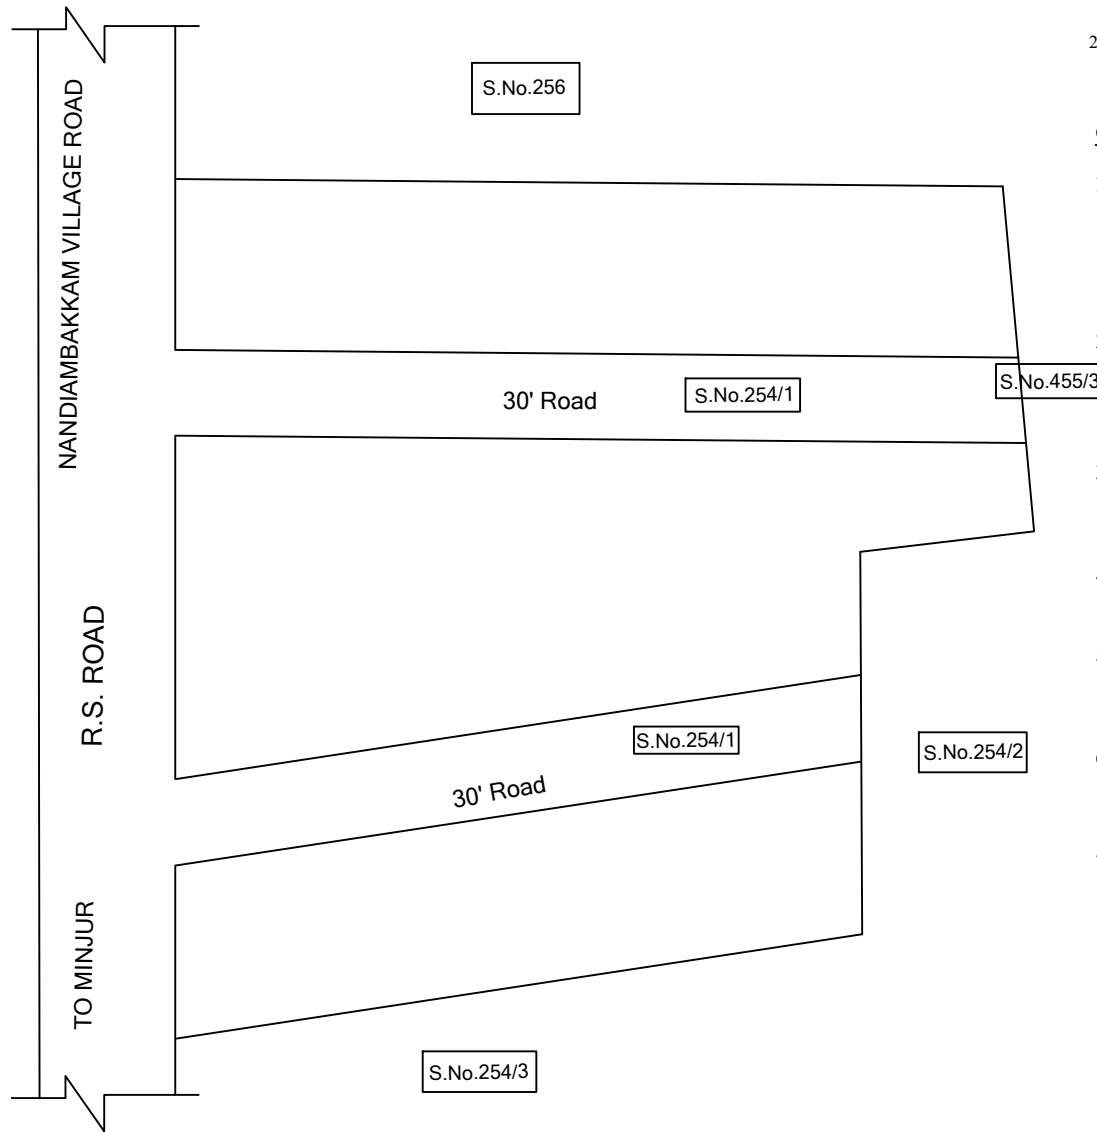 S.No.256
NANDIAMBAKKAM VILLAGE ROAD
S.No.455/3
S.No.254/1
30' Road
R.S. ROAD
S.No.254/1
S.No.254/2
30' Road
TO MINJUR
S.No.254/3